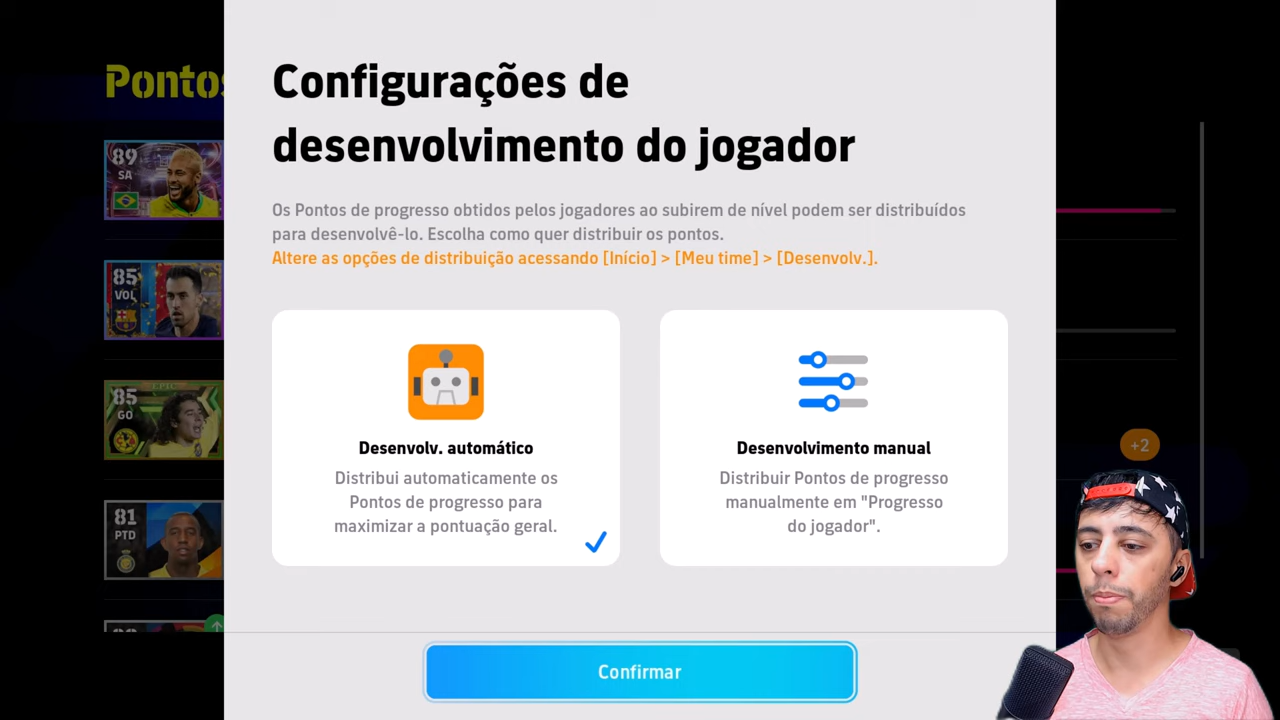 Pontos
Configurações de
desenvolvimento do jogador
Os Pontos de progresso obtidos pelos jogadores ao subirem de nível podem ser distribuídos
para desenvolvê-lo. Escolha como quer distribuir os pontos.
Altere as opções de distribuição acessando [Início] > [Meu time] > [Desenvolv.].
89
SA
85
VOL
EPIC
85
GO
81
PTD
Desenvolv. automático
Distribui automaticamente os
Pontos de progresso para
maximizar a pontuação geral.
Desenvolvimento manual
Distribuir Pontos de progresso
manualmente em "Progresso
do jogador".
+2
Confirmar